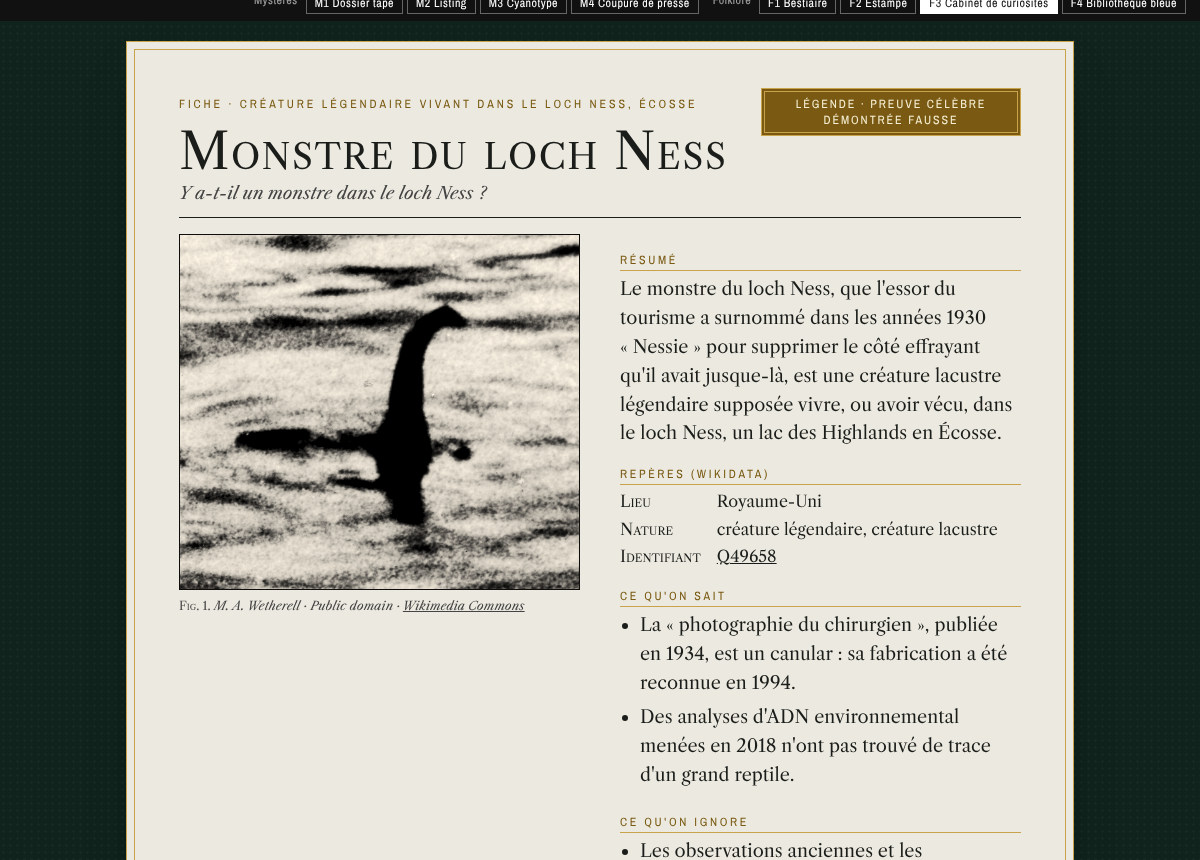 Mystères M1 Dossier tapé M2 Listing M3 Cyanotype M4 Coupure de presse Folklore F1 Bestiaire F2 Estampe F3 Cabinet de curiosités F4 Bibliothèque bleue
FICHE · CRÉATURE LÉGENDAIRE VIVANT DANS LE LOCH NESS, ÉCOSSE
LÉGENDE · PREUVE CÉLÈBRE
DÉMONTRÉE FAUSSE
Monstre du loch Ness
Y a-t-il un monstre dans le loch Ness ?
RÉSUMÉ
Le monstre du loch Ness, que l'essor du
tourisme a surnommé dans les années 1930
« Nessie » pour supprimer le côté effrayant
qu'il avait jusque-là, est une créature lacustre
légendaire supposée vivre, ou avoir vécu, dans
le loch Ness, un lac des Highlands en Écosse.
REPÈRES (WIKIDATA)
Lieu Royaume-Uni
Nature créature légendaire, créature lacustre
Identifiant Q49658
Fig. 1. M. A. Wetherell · Public domain · Wikimedia Commons
CE QU'ON SAIT
• La « photographie du chirurgien », publiée
en 1934, est un canular : sa fabrication a été
reconnue en 1994.
• Des analyses d'ADN environnemental
menées en 2018 n'ont pas trouvé de trace
d'un grand reptile.
CE QU'ON IGNORE
• Les observations anciennes et les